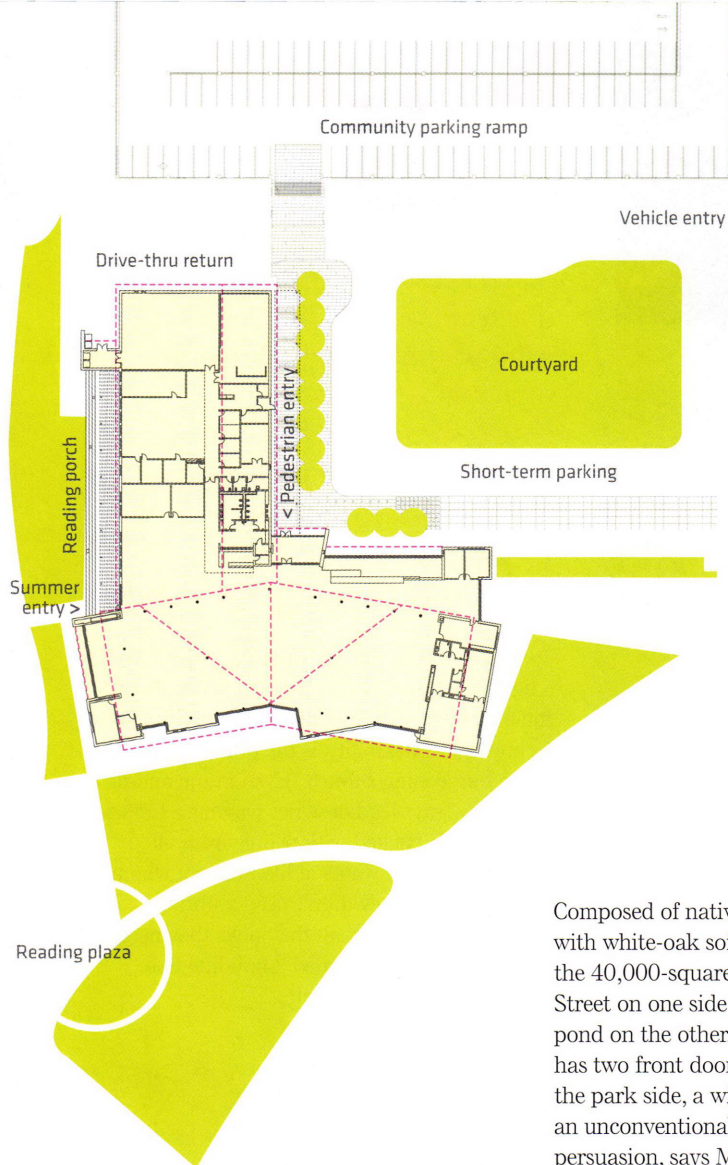 Community parking ramp
Vehicle entry
Drive-thru return
Courtyard
< Pedestrian entry
Reading porch
Short-term parking
Summer
entry >
Reading plaza
Composed of nativ
with white-oak so
the 40,000-square
Street on one side
pond on the other
has two front door
the park side, a w
an unconventional
persuasion, says M